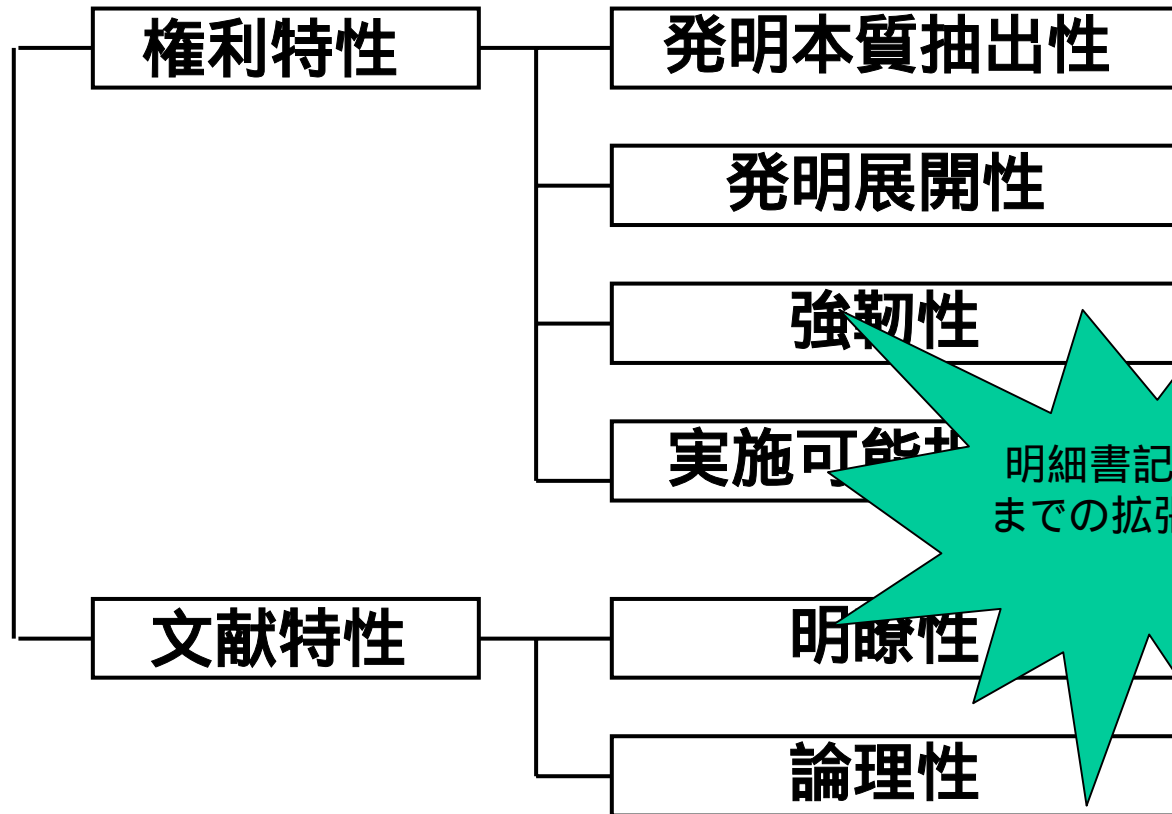 権利特性
発明本質抽出性
発明展開性
強靭性
実施可能
明細書記
までの拡張
文献特性
明瞭性
論理性